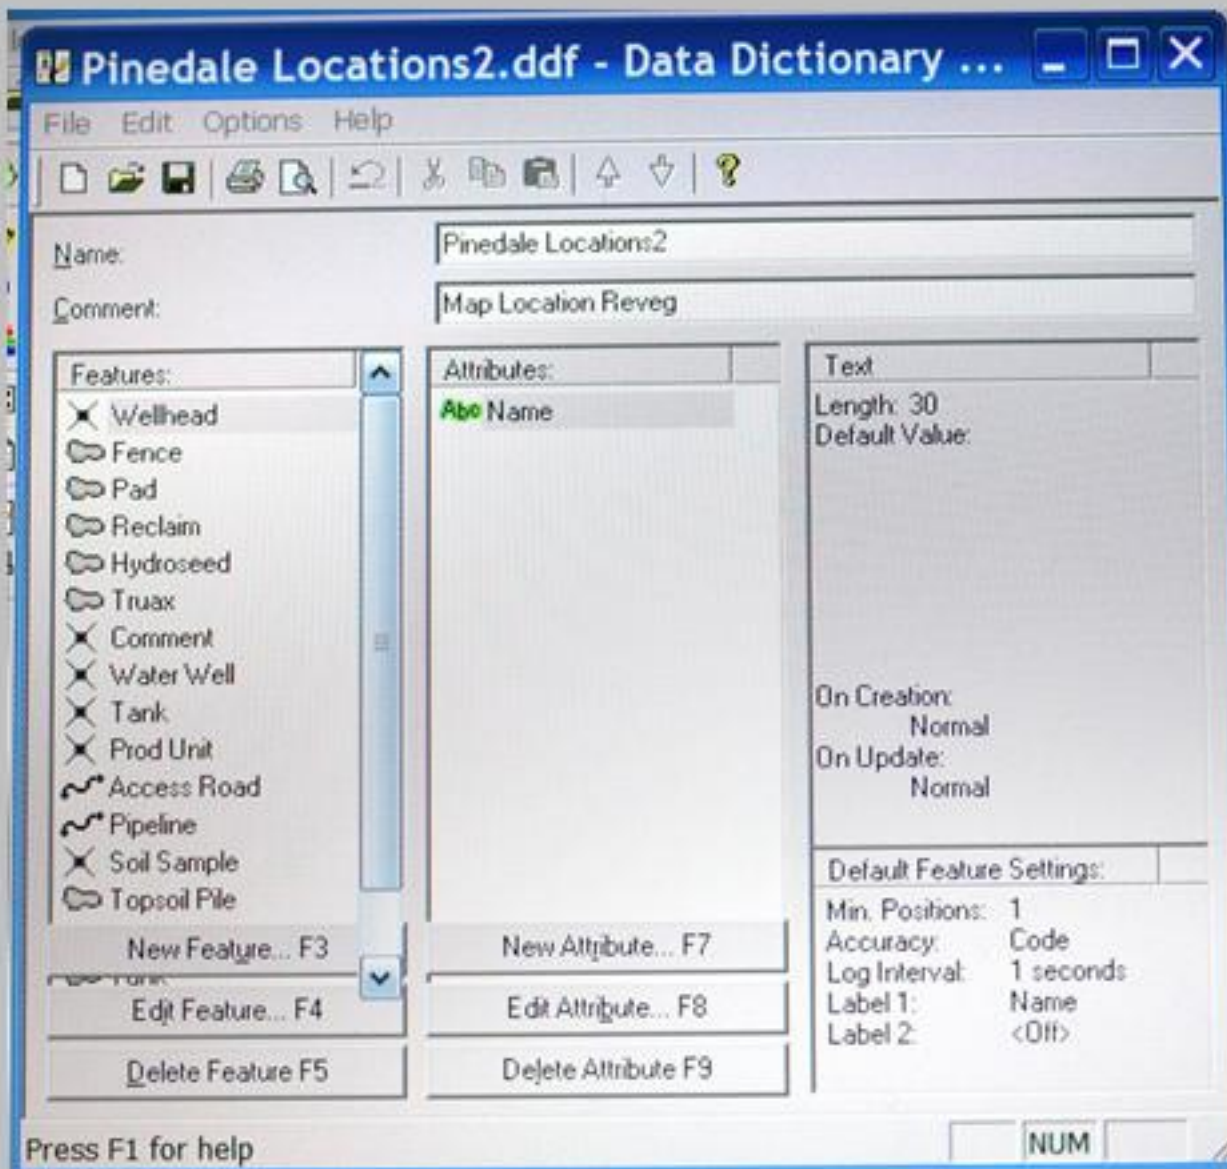 Pinedale Locations2.ddf - Data Dictionary ...
File Edit Options Help
Name: Pinedale Locations2
Comment: Map Location Reveg
Features:
Wellhead
Fence
Pad
Reclaim
Hydroseed
Truax
Comment
Water Well
Tank
Prod Unit
Access Road
Pipeline
Soil Sample
Topsoil Pile
New Feature... F3
Edit Feature... F4
Delete Feature F5
Attributes:
Abc Name
New Attribute... F7
Edit Attribute... F8
Delete Attribute F9
Text
Length: 30
Default Value:
On Creation:
Normal
On Update:
Normal
Default Feature Settings:
Min. Positions: 1
Accuracy: Code
Log Interval: 1 seconds
Label 1: Name
Label 2: <Off>
Press F1 for help
NUM